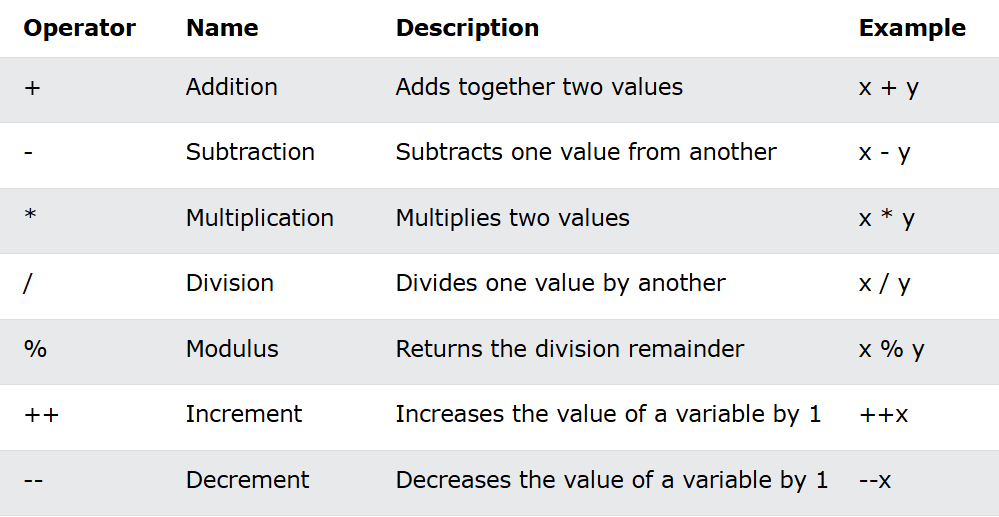 Operator Name Description Example
+ Addition Adds together two values x + y
- Subtraction Subtracts one value from another x - y
* Multiplication Multiplies two values x * y
/ Division Divides one value by another x / y
% Modulus Returns the division remainder x % y
++ Increment Increases the value of a variable by 1 ++x
-- Decrement Decreases the value of a variable by 1 --x